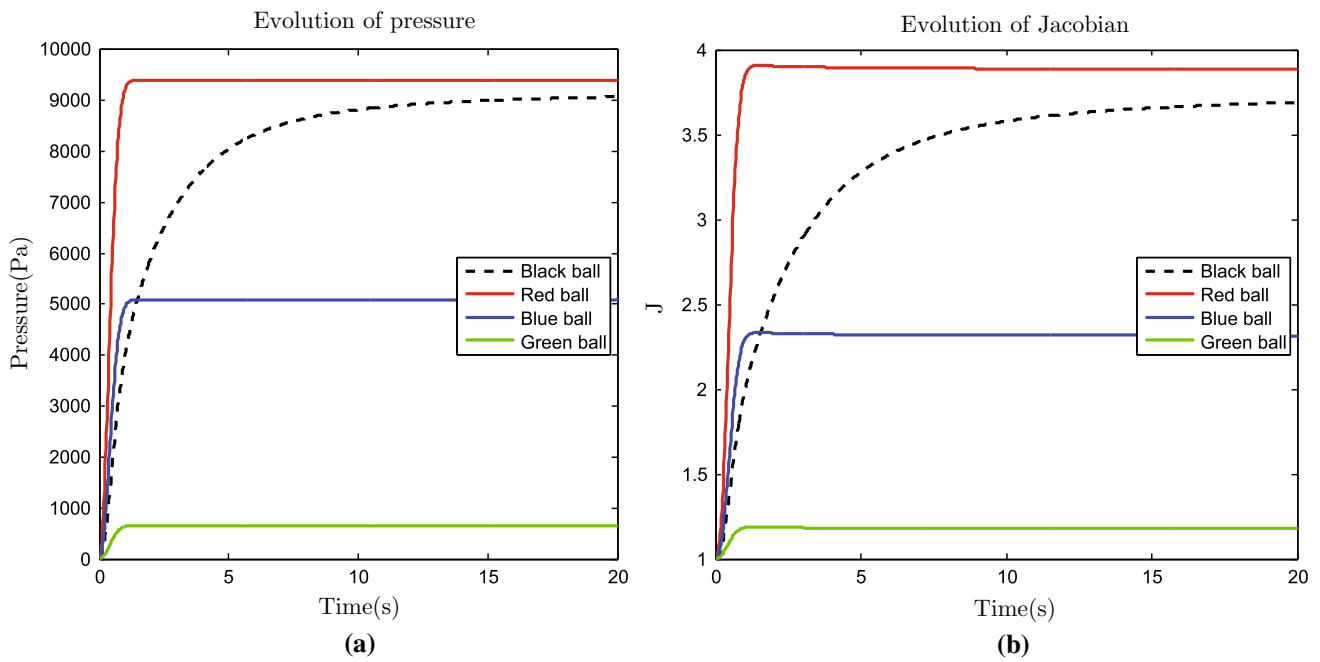 Evolution of pressure
10000
9000
8000
7000
6000
5000
4000
3000
2000
1000
0
Pressure(Pa)
0 5 10 15 20
Time(s)
Black ball
Red ball
Blue ball
Green ball
(a)
Evolution of Jacobian
4
3.5
3
2.5
2
1.5
1
J
0 5 10 15 20
Time(s)
Black ball
Red ball
Blue ball
Green ball
(b)